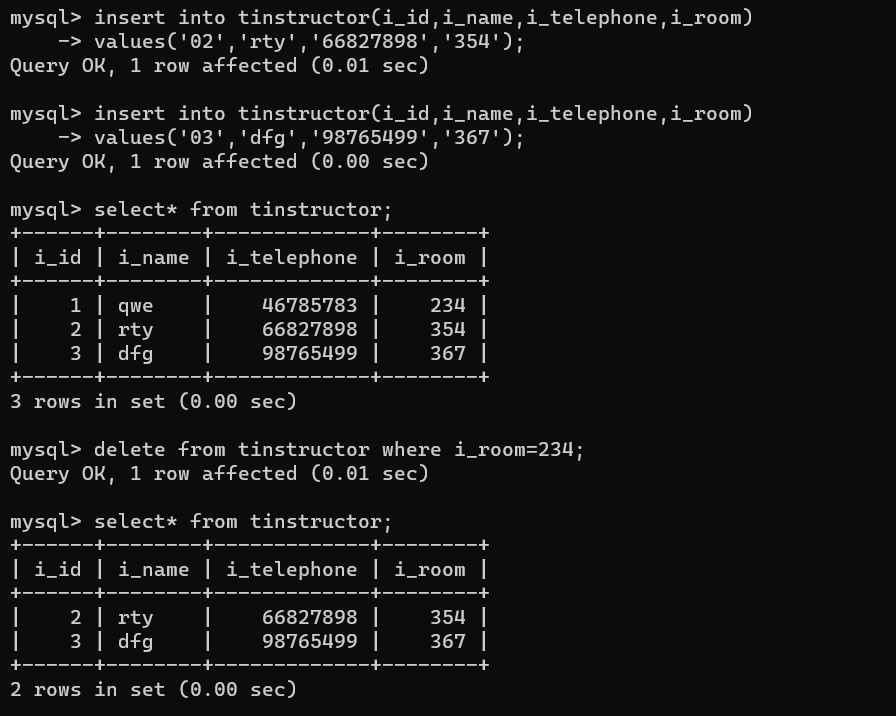 mysql> insert into tinstructor(i_id,i_name,i_telephone,i_room)
    -> values('02','rty','66827898','354');
Query OK, 1 row affected (0.01 sec)

mysql> insert into tinstructor(i_id,i_name,i_telephone,i_room)
    -> values('03','dfg','98765499','367');
Query OK, 1 row affected (0.00 sec)

mysql> select* from tinstructor;
+------+--------+-------------+--------+
| i_id | i_name | i_telephone | i_room |
+------+--------+-------------+--------+
|    1 | qwe    |    46785783 |    234 |
|    2 | rty    |    66827898 |    354 |
|    3 | dfg    |    98765499 |    367 |
+------+--------+-------------+--------+
3 rows in set (0.00 sec)

mysql> delete from tinstructor where i_room=234;
Query OK, 1 row affected (0.01 sec)

mysql> select* from tinstructor;
+------+--------+-------------+--------+
| i_id | i_name | i_telephone | i_room |
+------+--------+-------------+--------+
|    2 | rty    |    66827898 |    354 |
|    3 | dfg    |    98765499 |    367 |
+------+--------+-------------+--------+
2 rows in set (0.00 sec)